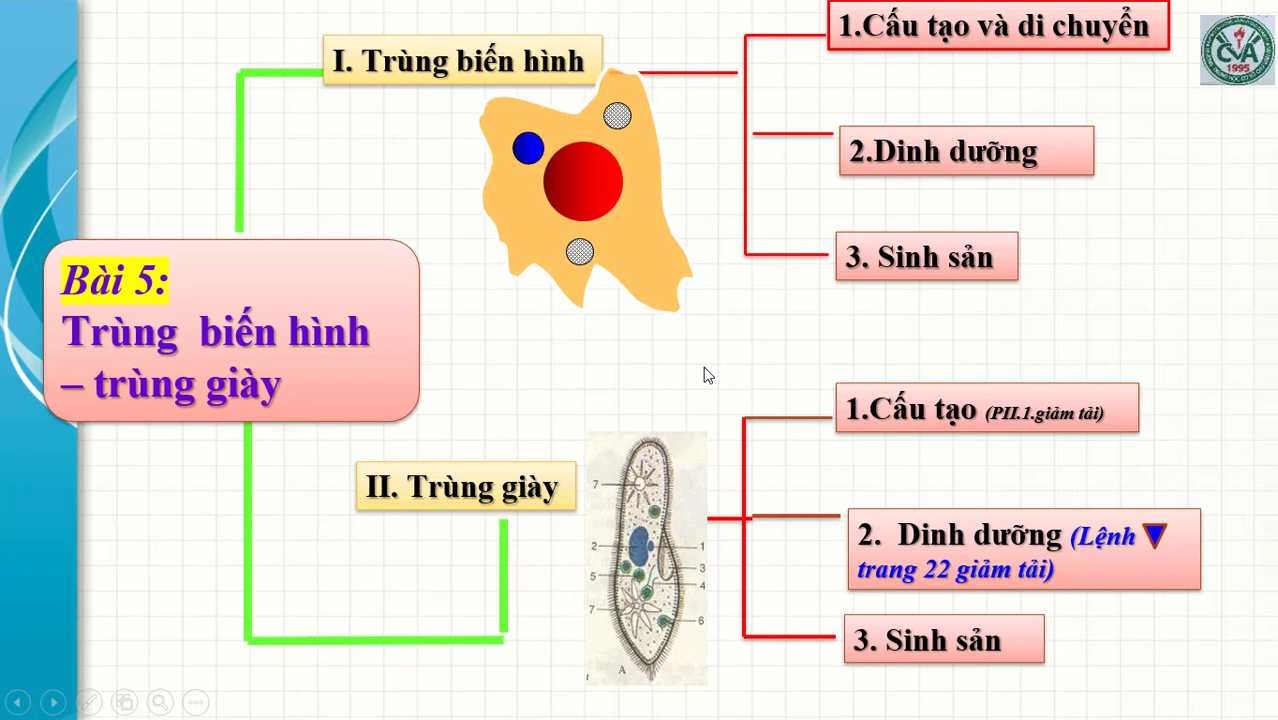 I. Trùng biến hình
1.Cấu tạo và di chuyển
CVA
1995
2.Dinh dưỡng
3. Sinh sản
Bài 5:
Trùng biến hình
– trùng giày
1.Cấu tạo (PII.1.giảm tải)
II. Trùng giày
2. Dinh dưỡng (Lệnh
trang 22 giảm tải)
3. Sinh sản
7
2
1
5
3
4
7
6
A